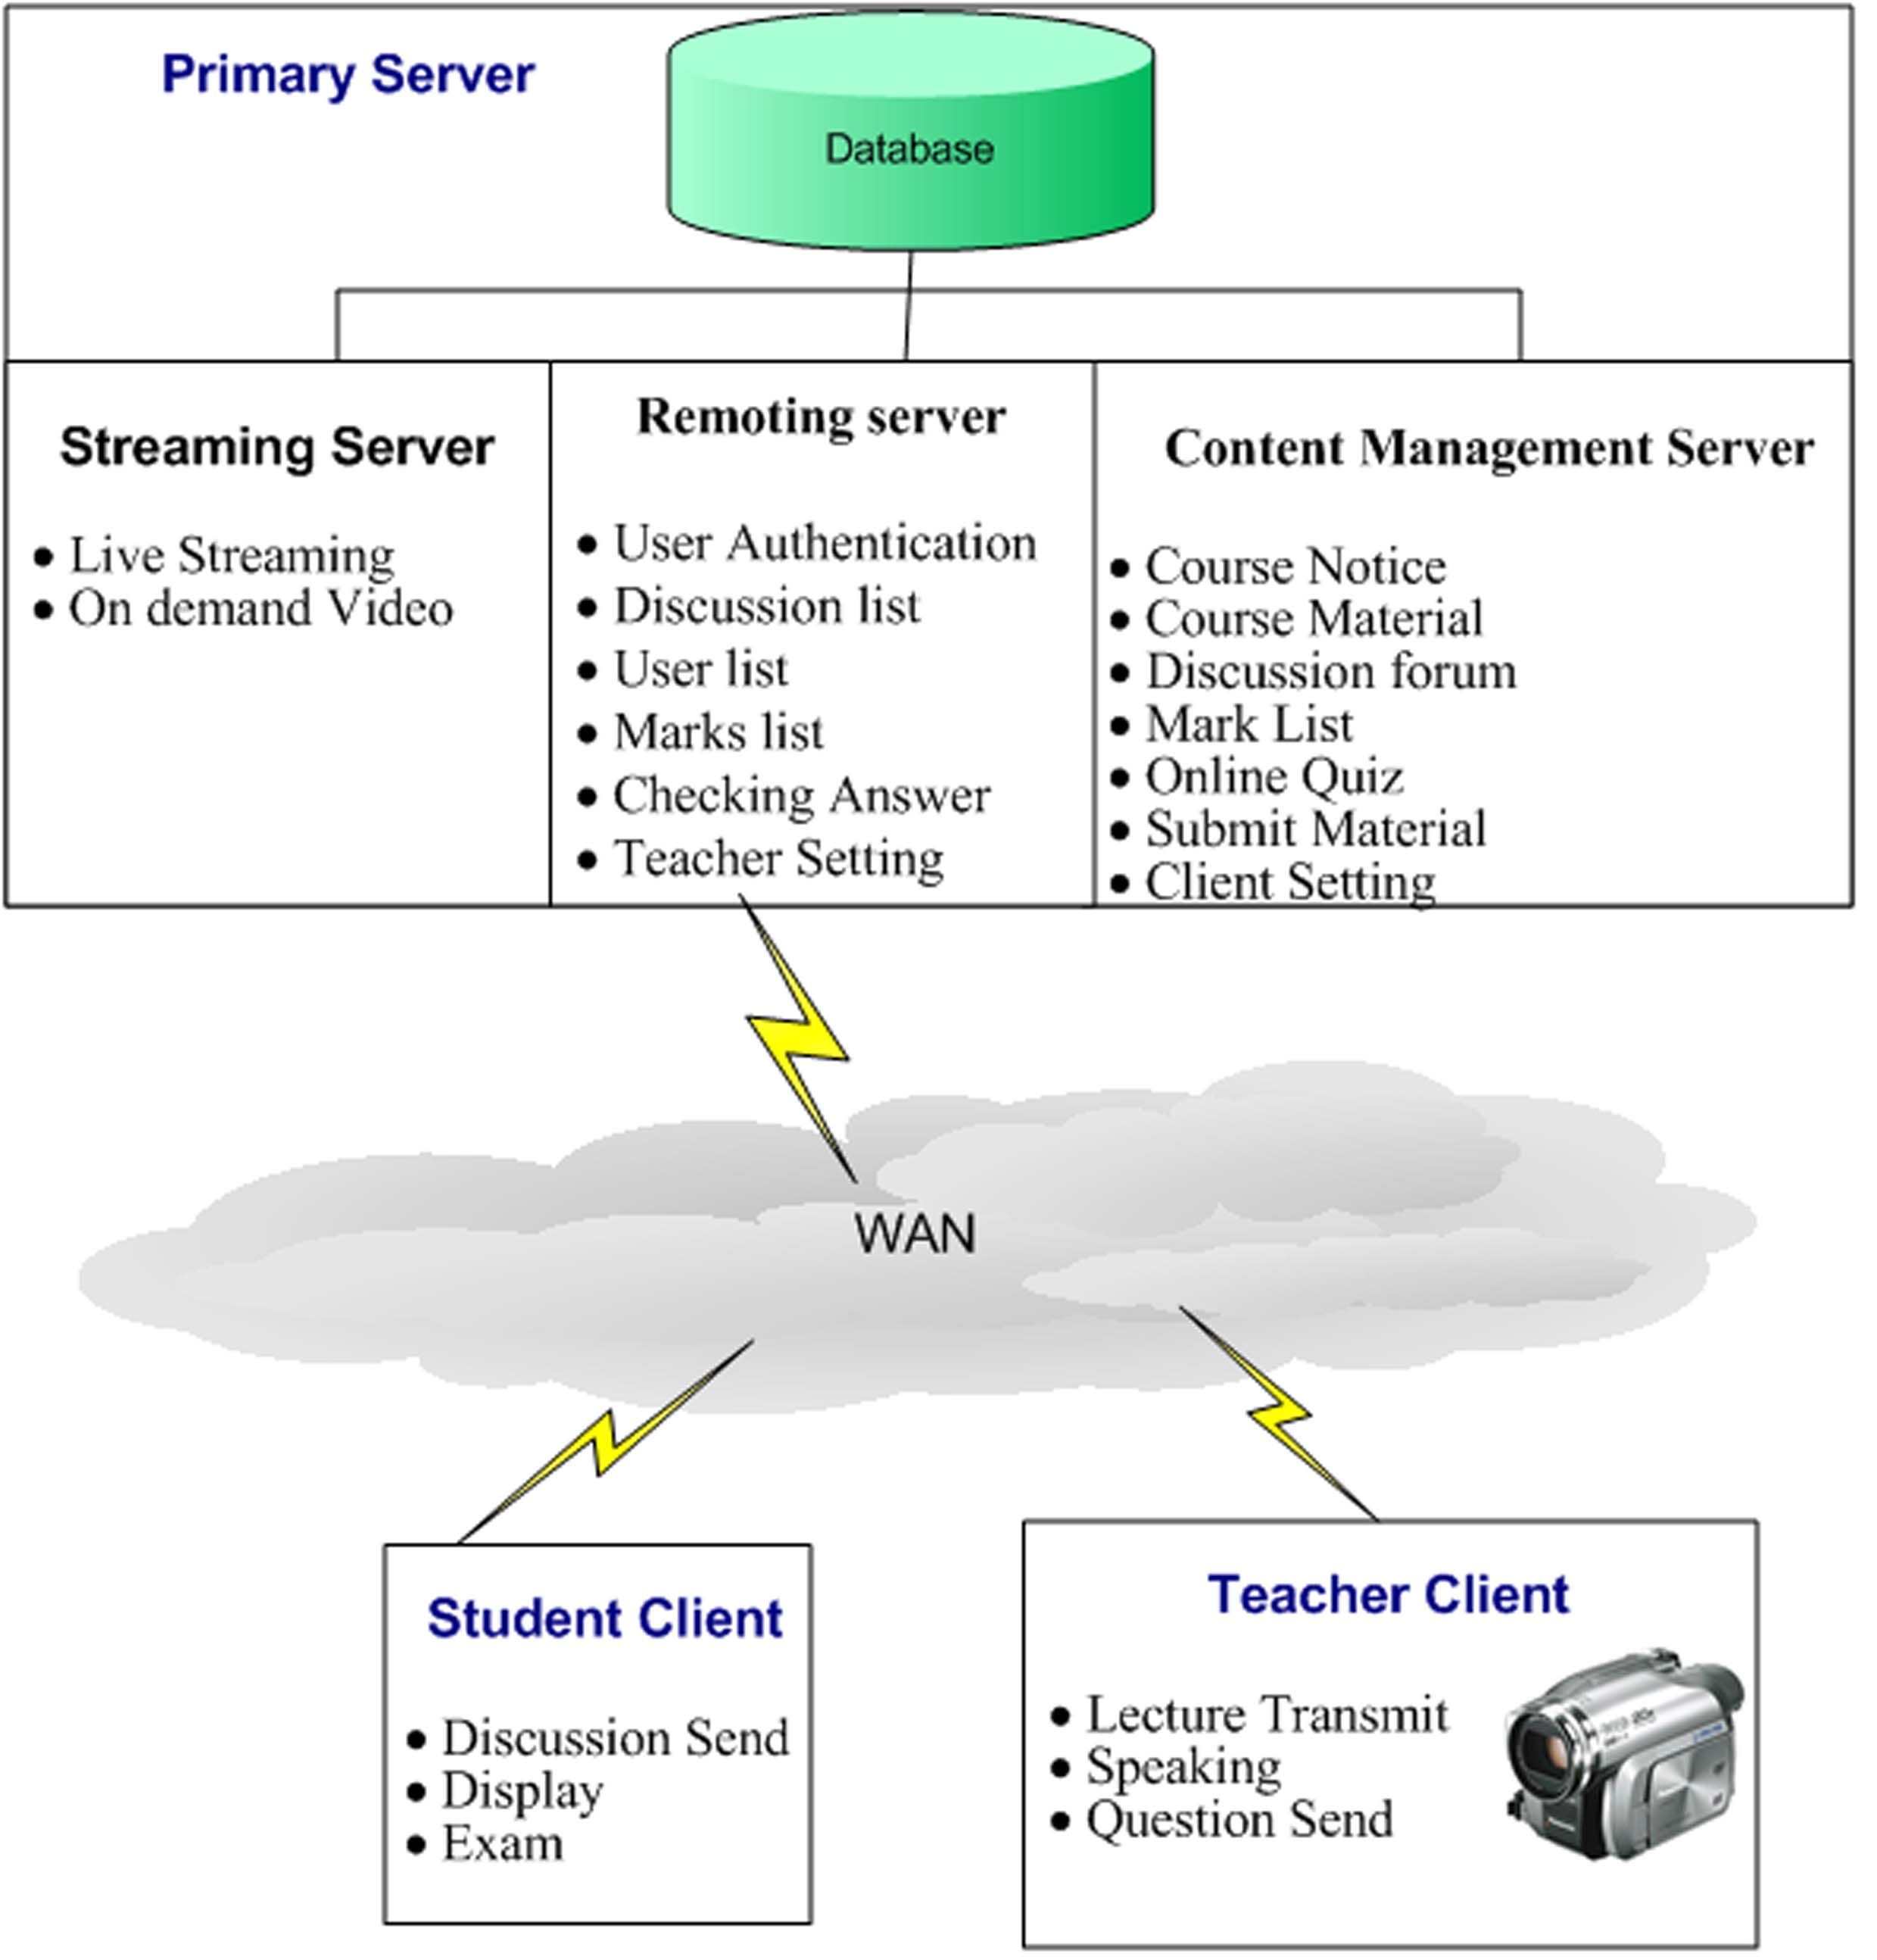 Primary Server
Database
Streaming Server
• Live Streaming
• On demand Video
Remoting server
• User Authentication
• Discussion list
• User list
• Marks list
• Checking Answer
• Teacher Setting
Content Management Server
• Course Notice
• Course Material
• Discussion forum
• Mark List
• Online Quiz
• Submit Material
• Client Setting
WAN
Student Client
• Discussion Send
• Display
• Exam
Teacher Client
• Lecture Transmit
• Speaking
• Question Send